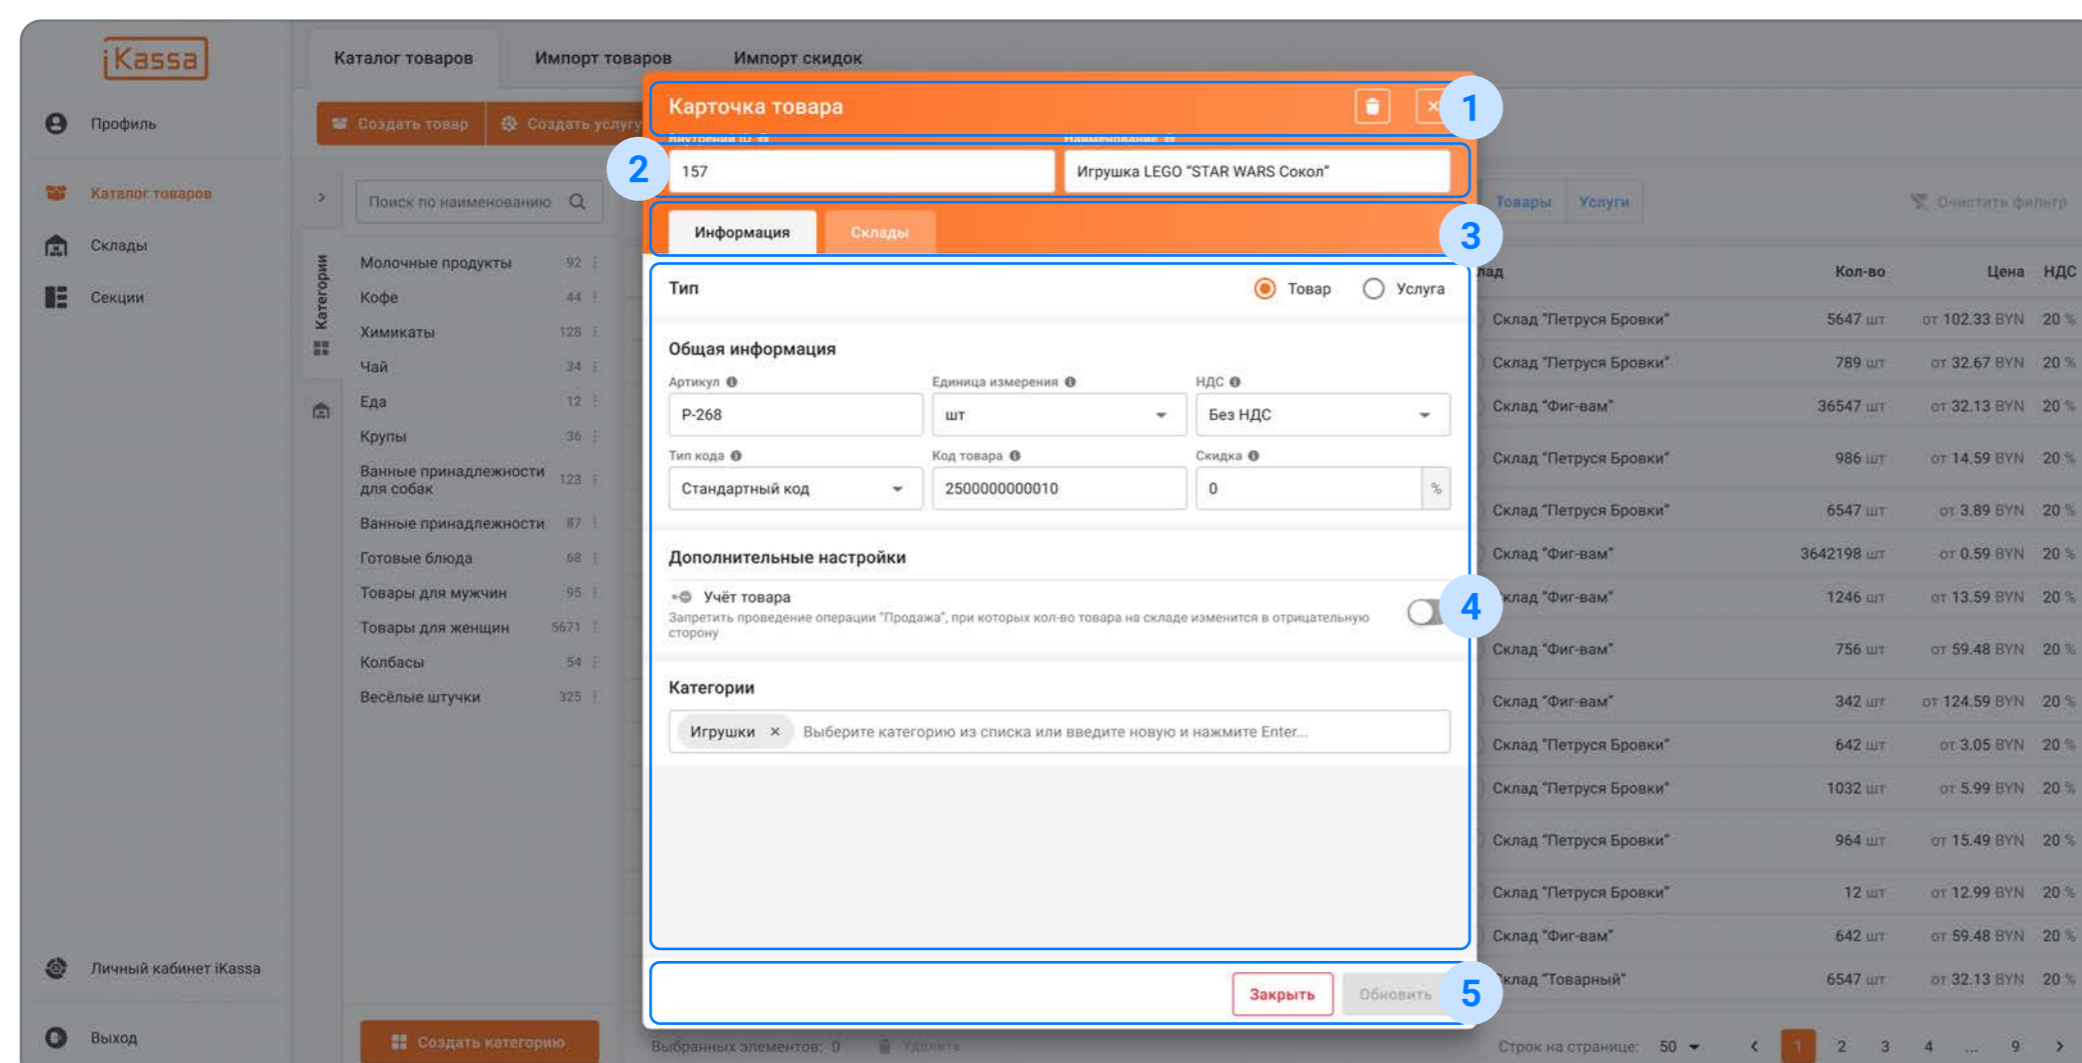 iKassa
Каталог товаров
Импорт товаров
Импорт скидок
Профиль
Каталог товаров
Склады
Секции
Личный кабинет iKassa
Выход
Создать товар
Создать услугу
Поиск по наименованию
Категории
Молочные продукты 92
Кофе 44
Химикаты 128
Чай 34
Еда 12
Крупы 36
Ванные принадлежности
для собак
123
Ванные принадлежности 87
Готовые блюда 68
Товары для мужчин 95
Товары для женщин 5671
Колбасы 54
Весёлые штучки 325
Создать категорию
Карточка товара
1
Внутрений ID
Наименование
2
157
Игрушка LEGO "STAR WARS Сокол"
Информация
Склады
3
Тип
Товар
Услуга
Общая информация
Артикул
Единица измерения
НДС
P-268
шт
Без НДС
Тип кода
Код товара
Скидка
Стандартный код
2500000000010
0
%
Дополнительные настройки
Учёт товара
Запретить проведение операции "Продажа", при которых кол-во товара на складе изменится в отрицательную
сторону
4
Категории
Игрушки ×
Выберите категорию из списка или введите новую и нажмите Enter...
Закрыть
Обновить
5
Товары
Услуги
Очистить фильтр
лад Кол-во Цена НДС
Склад "Петруся Бровки" 5647 шт от 102.33 BYN 20 %
Склад "Петруся Бровки" 789 шт от 32.67 BYN 20 %
Склад "Фиг-вам" 36547 шт от 32.13 BYN 20 %
Склад "Петруся Бровки" 986 шт от 14.59 BYN 20 %
Склад "Петруся Бровки" 6547 шт от 3.89 BYN 20 %
Склад "Фиг-вам" 3642198 шт от 0.59 BYN 20 %
клад "Фиг-вам" 1246 шт от 13.59 BYN 20 %
Склад "Фиг-вам" 756 шт от 59.48 BYN 20 %
Склад "Фиг-вам" 342 шт от 124.59 BYN 20 %
Склад "Петруся Бровки" 642 шт от 3.05 BYN 20 %
Склад "Петруся Бровки" 1032 шт от 5.99 BYN 20 %
Склад "Петруся Бровки" 964 шт от 15.49 BYN 20 %
Склад "Петруся Бровки" 12 шт от 12.99 BYN 20 %
Склад "Фиг-вам" 642 шт от 59.48 BYN 20 %
клад "Товарный" 6547 шт от 32.13 BYN 20 %
Выбранных элементов: 0
Удалить
Строк на странице: 50
< 1 2 3 4 ... 9 >